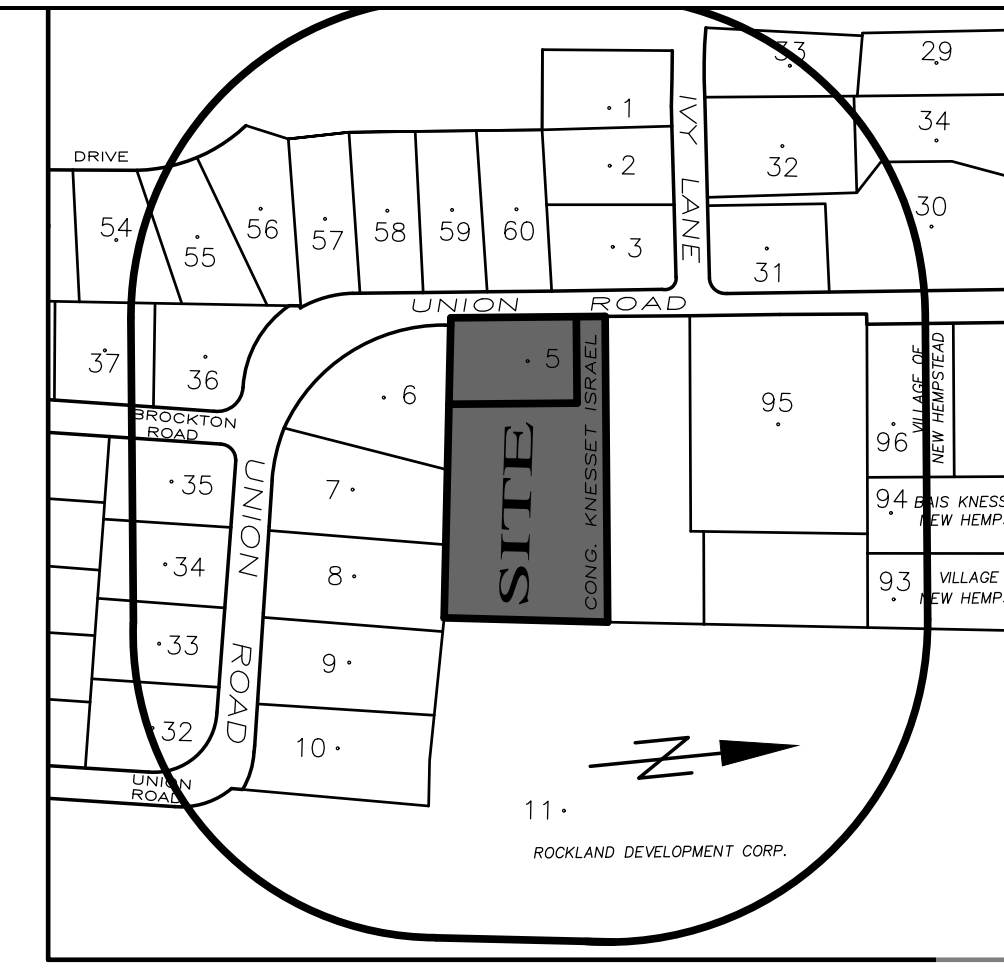 33
29
1
IVY LANE
34
2
32
DRIVE
30
54
56
55
57
58
59
60
3
31
UNION ROAD
37
36
6
5
95
VILLAGE OF
NEW HEMPSTEAD
96
BROCKTON
ROAD
35
7
UNION ROAD
SITE
CONG. KNESSET ISRAEL
94
BAIS KNESS
NEW HEMPS
34
8
93
VILLAGE
NEW HEMPS
33
9
32
10
N
UNION
ROAD
11
ROCKLAND DEVELOPMENT CORP.